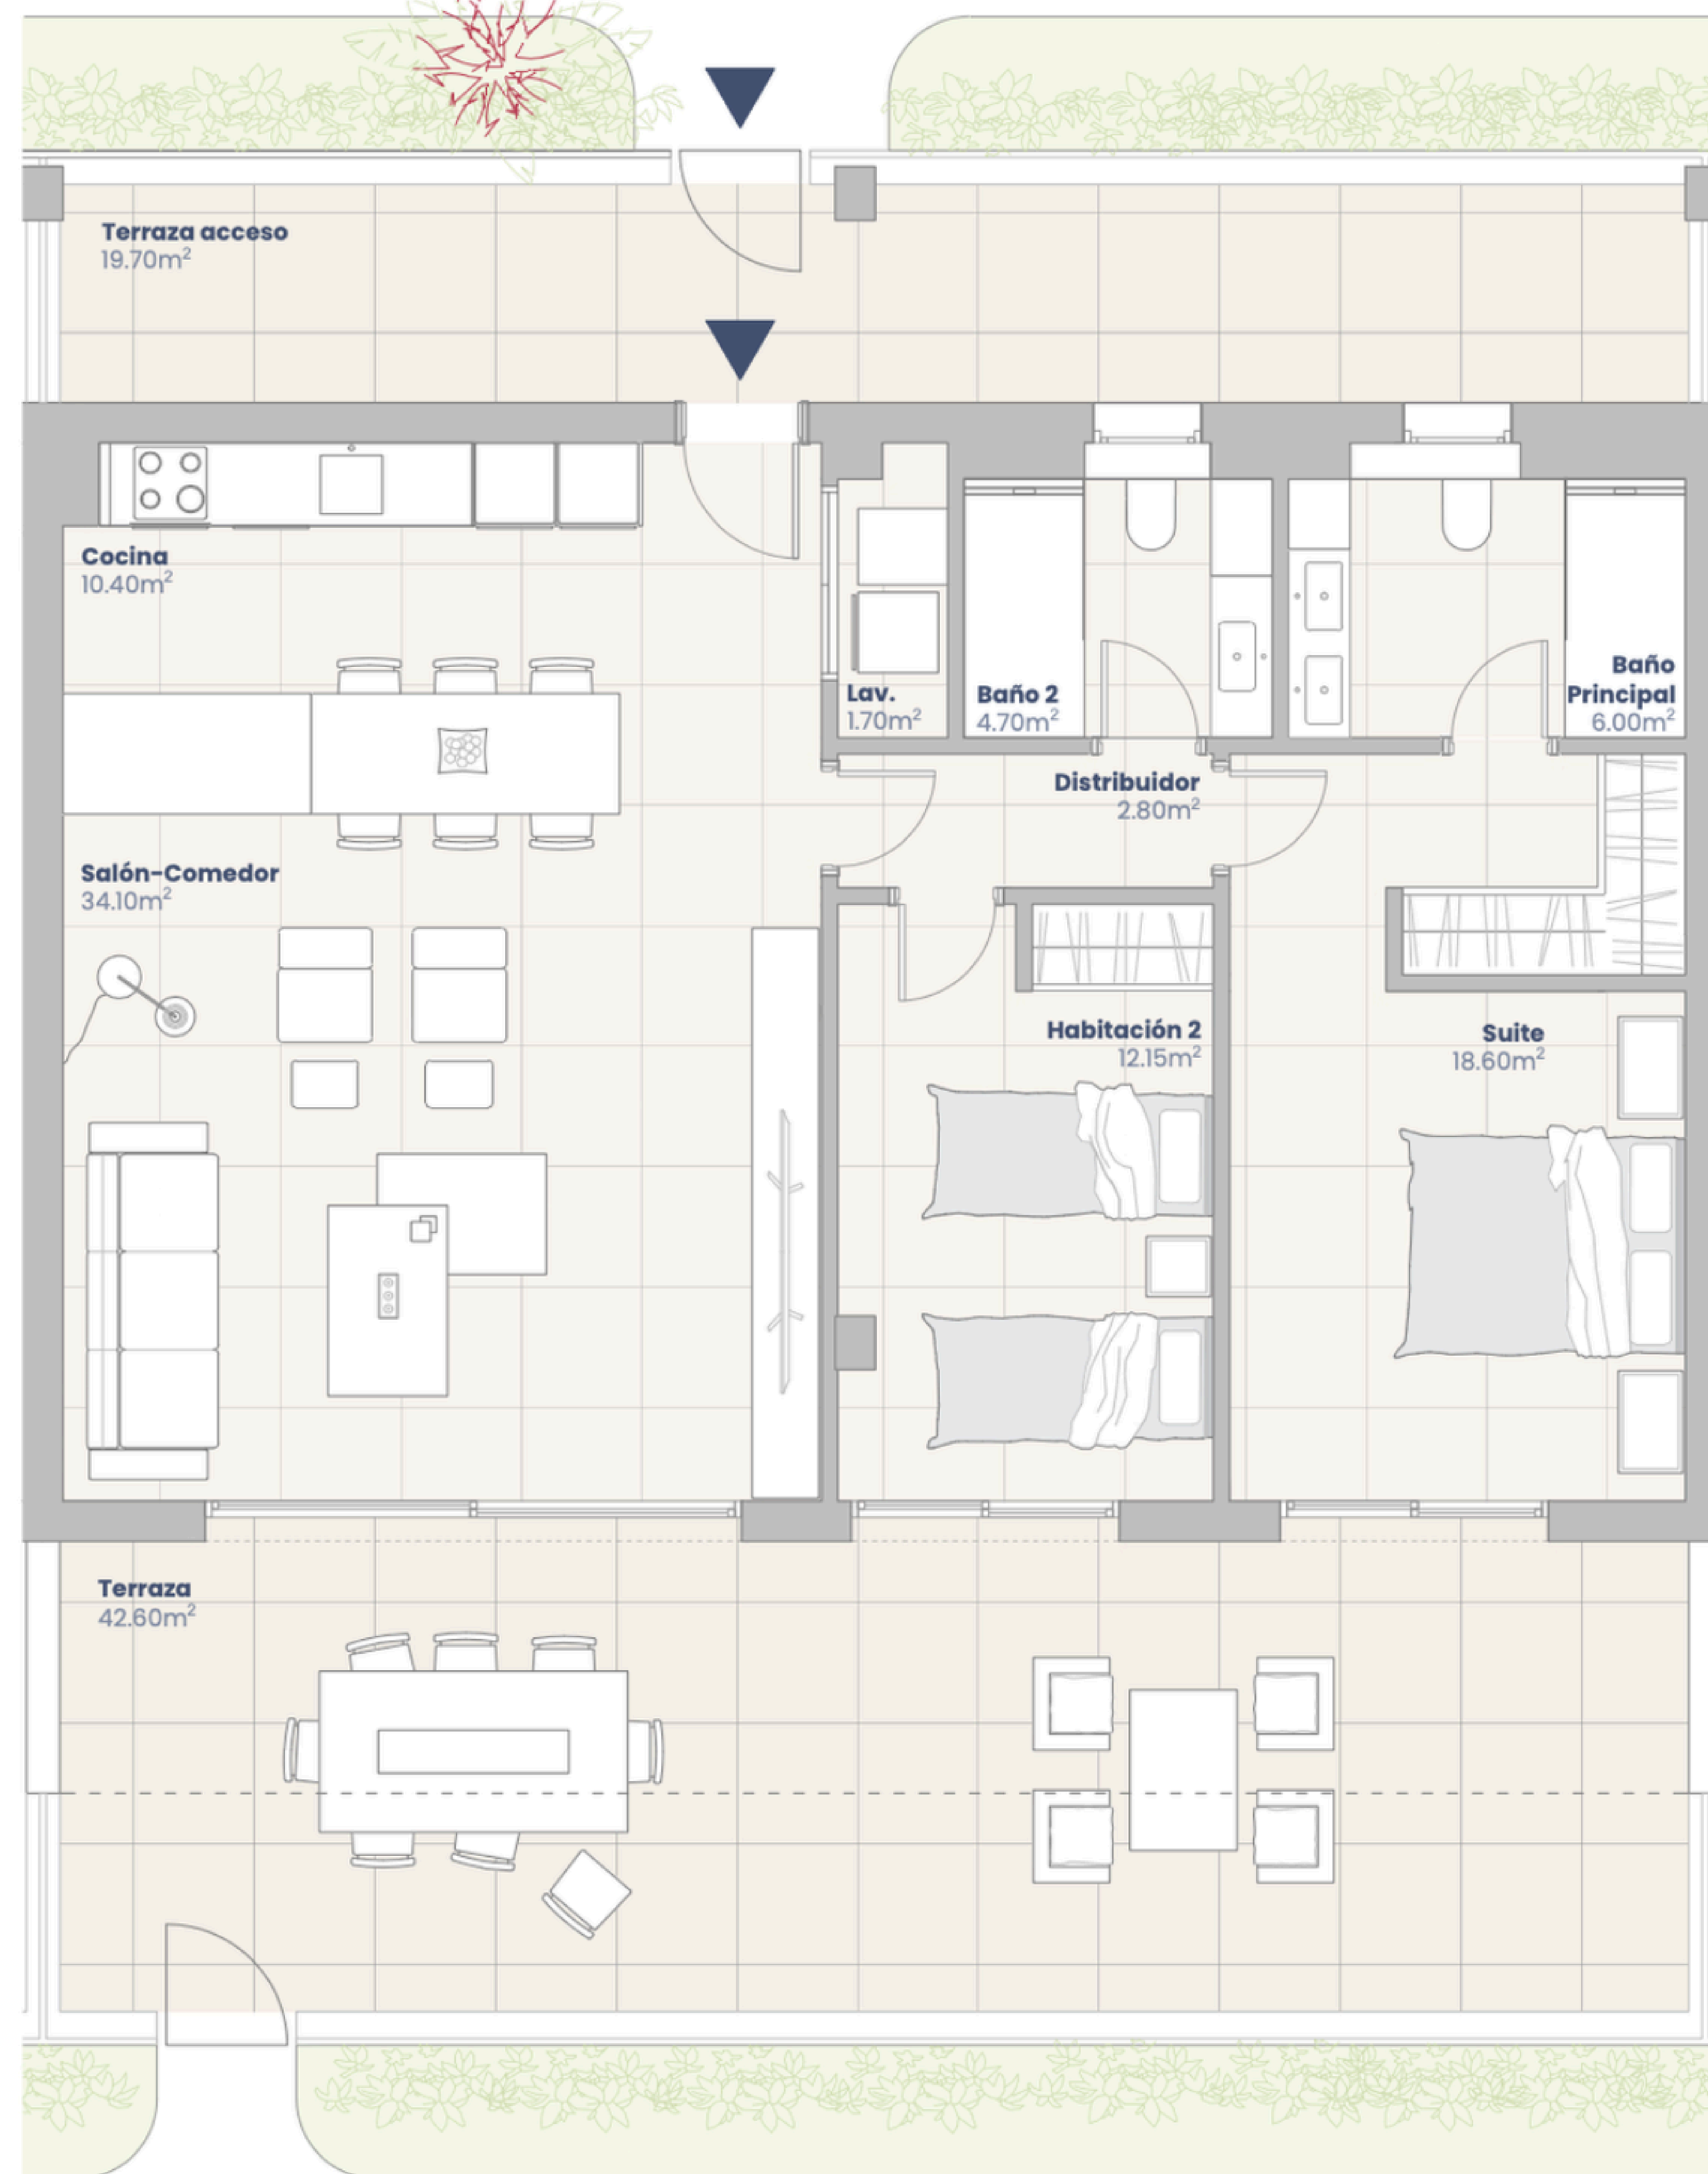 Terraza acceso
19.70m²
Cocina
10.40m²
Lav.
1.70m²
Baño 2
4.70m²
Baño
Principal
6.00m²
Distribuidor
2.80m²
Salón-Comedor
34.10m²
Habitación 2
12.15m²
Suite
18.60m²
Terraza
42.60m²